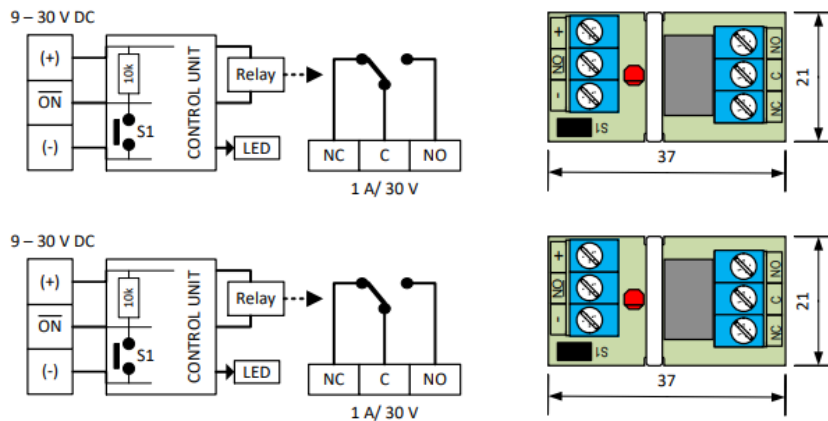 9 – 30 V DC
(+)
ON
(-)
10k
S1
CONTROL UNIT
Relay
LED
NC C NO
1 A/ 30 V
+
NO
-
S1
NO
C
NC
21
37
9 – 30 V DC
(+)
ON
(-)
10k
S1
CONTROL UNIT
Relay
LED
NC C NO
1 A/ 30 V
+
NO
-
S1
NO
C
NC
21
37